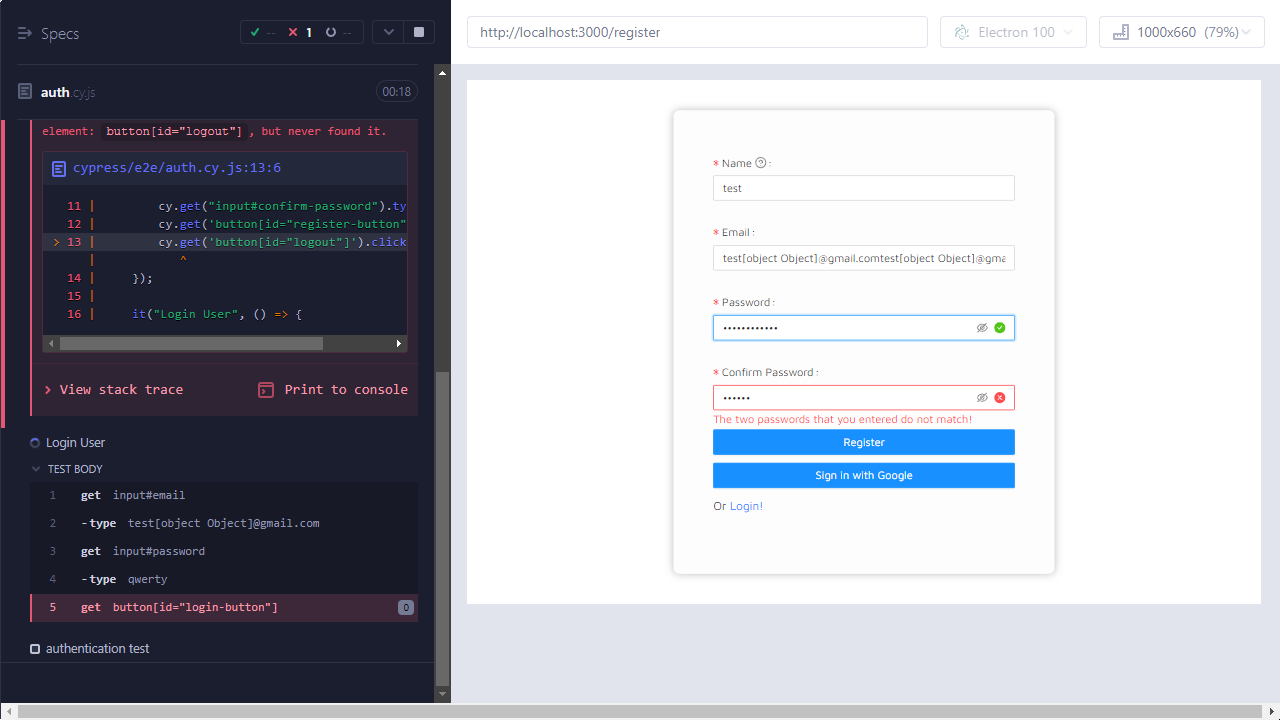 Specs
-- 1 --
auth.cy.js
00:18
element: button[id="logout"] , but never found it.
cypress/e2e/auth.cy.js:13:6
11 | cy.get("input#confirm-password").ty
12 | cy.get('button[id="register-button"
> 13 | cy.get('button[id="logout"]').click
| ^
14 | });
15 |
16 | it("Login User", () => {
> View stack trace
Print to console
Login User
TEST BODY
1 get input#email
2 -type test[object Object]@gmail.com
3 get input#password
4 -type qwerty
5 get button[id="login-button"] 0
authentication test
http://localhost:3000/register
Electron 100
1000x660 (79%)
* Name ? :
test
* Email :
test[object Object]@gmail.comtest[object Object]@gma
* Password :
••••••••••••
* Confirm Password :
••••••
The two passwords that you entered do not match!
Register
Sign in with Google
Or Login!